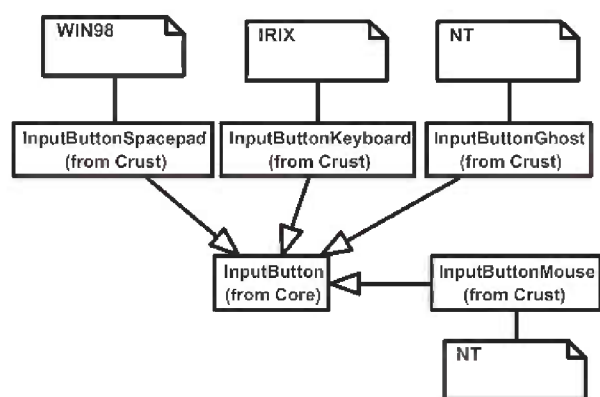 WIN98
IRIX
NT
InputButtonSpacepad
(from Crust)
InputButtonKeyboard
(from Crust)
InputButtonGhost
(from Crust)
InputButton
(from Core)
InputButtonMouse
(from Crust)
NT